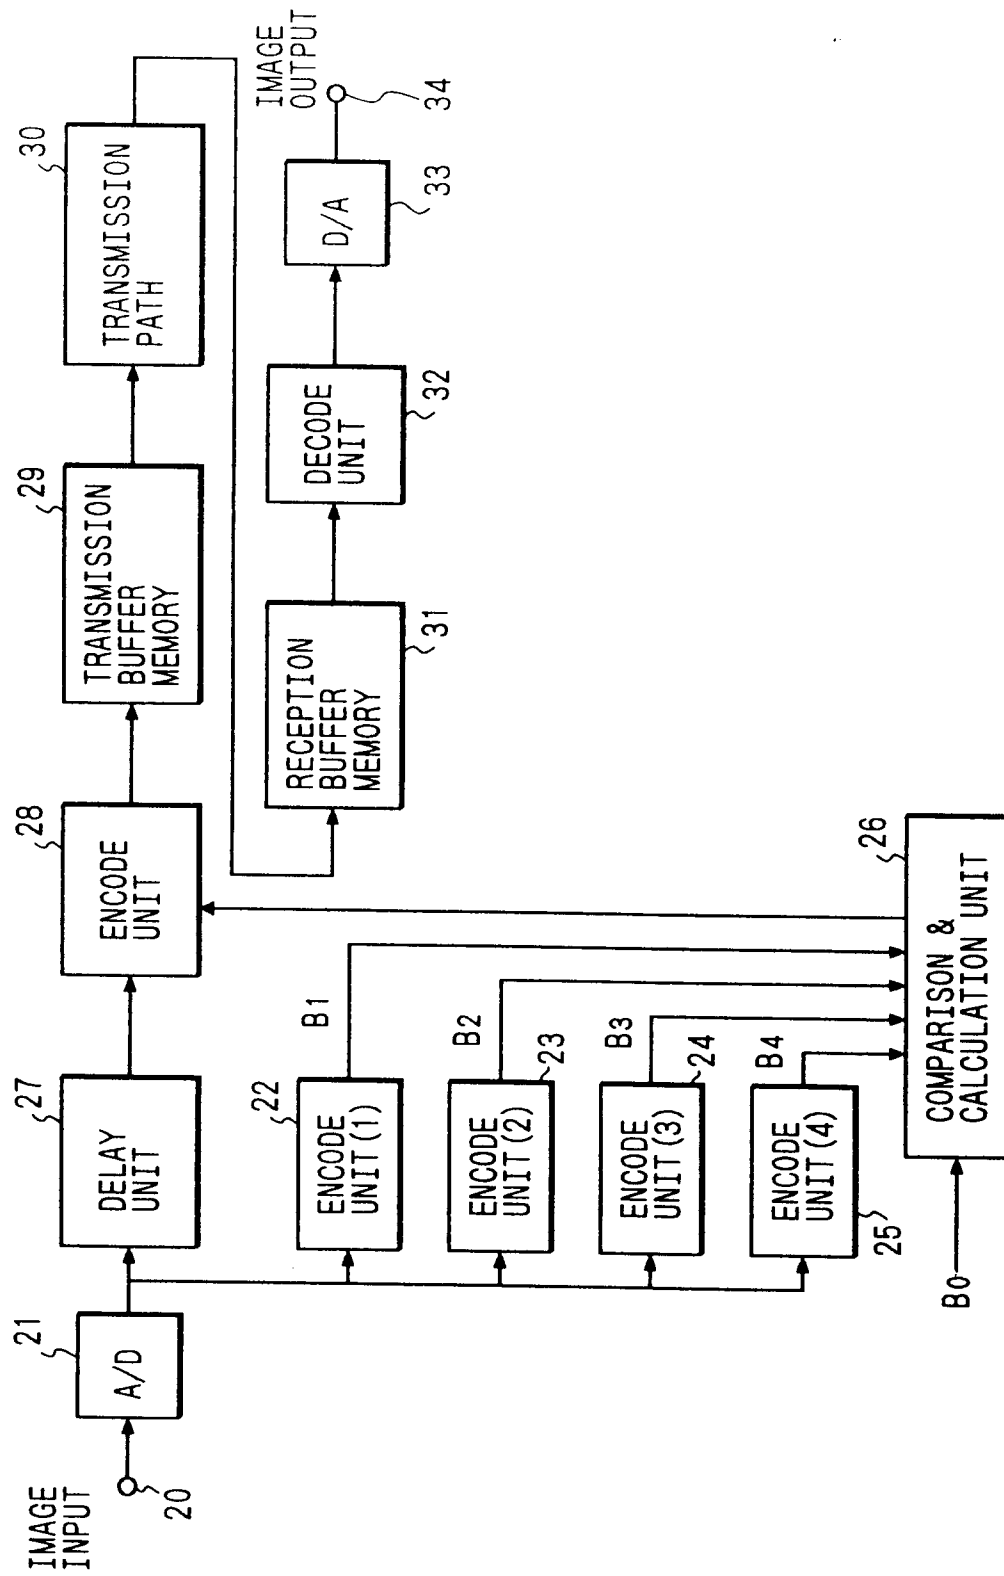 IMAGE
INPUT
20
21
A/D
27
DELAY
UNIT
28
ENCODE
UNIT
29
TRANSMISSION
BUFFER
MEMORY
30
TRANSMISSION
PATH
22
ENCODE
UNIT(1)
B1
23
ENCODE
UNIT(2)
B2
24
ENCODE
UNIT(3)
B3
25
ENCODE
UNIT(4)
B4
26
COMPARISON &
CALCULATION UNIT
B0
RECEPTION
BUFFER
MEMORY
31
DECODE
UNIT
32
D/A
33
IMAGE
OUTPUT
34